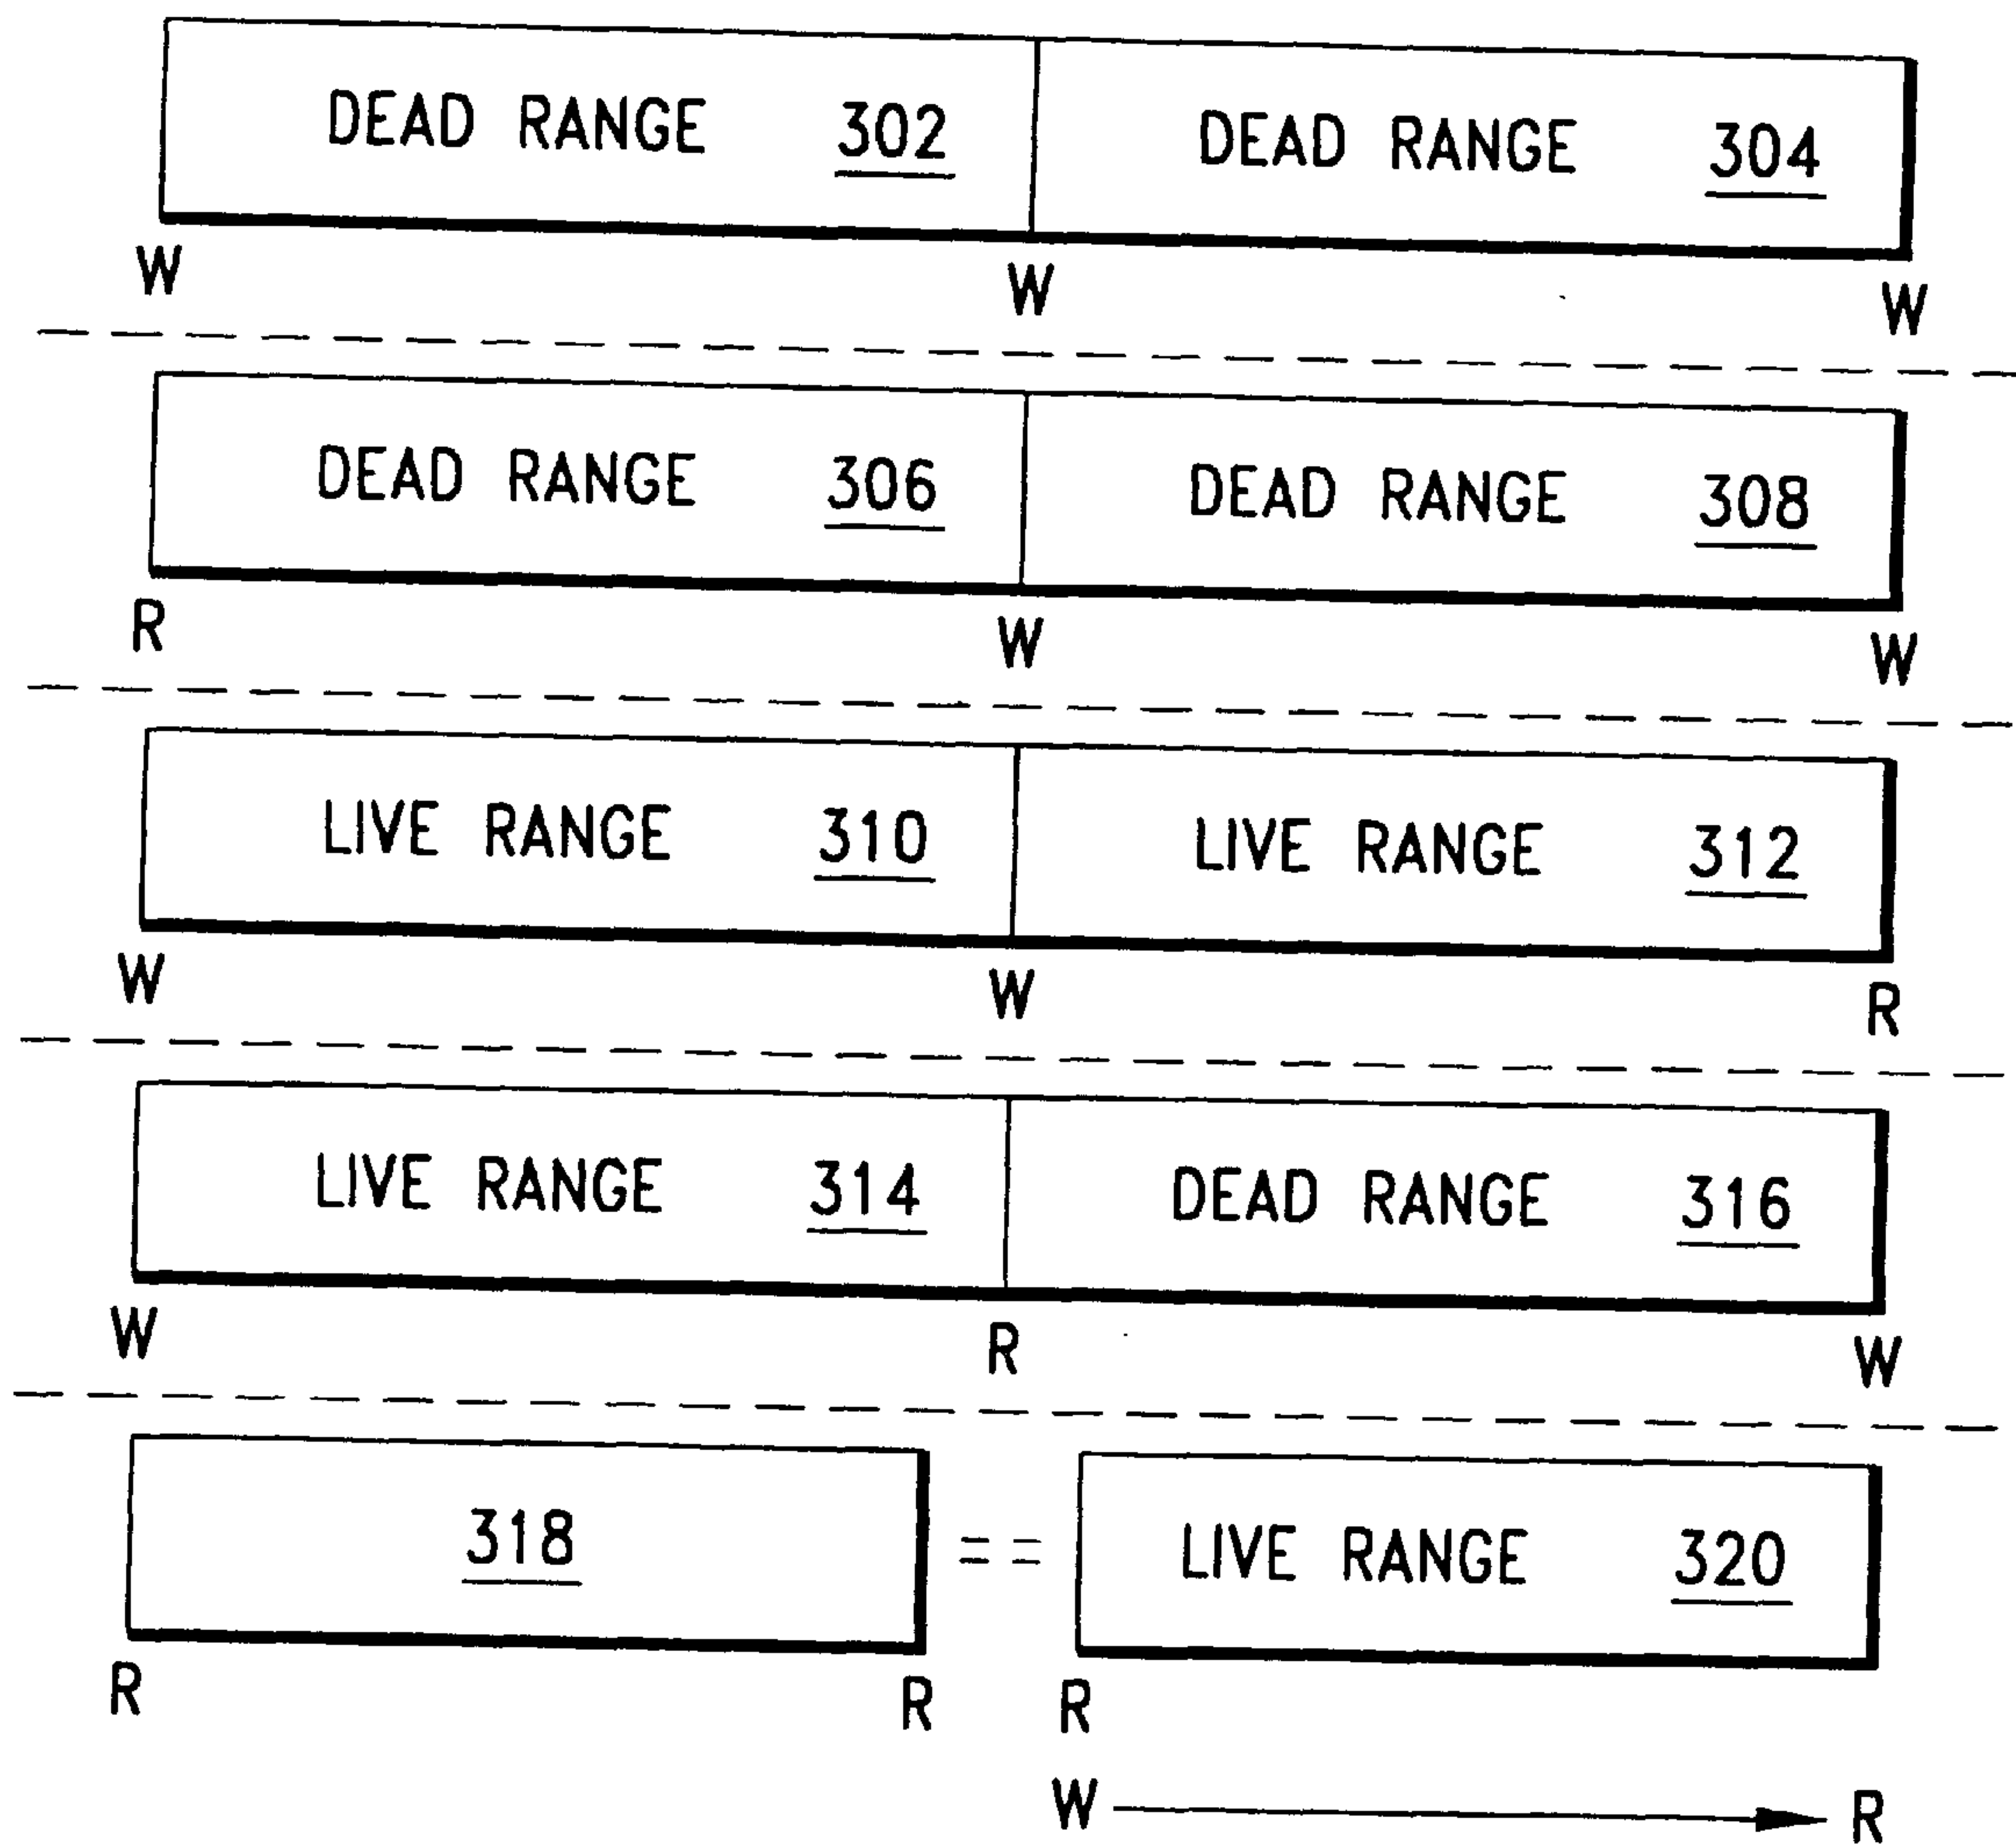 DEAD RANGE 302 DEAD RANGE 304
W W W
DEAD RANGE 306 DEAD RANGE 308
R W W
LIVE RANGE 310 LIVE RANGE 312
W W R
LIVE RANGE 314 DEAD RANGE 316
W R W
318 == LIVE RANGE 320
R R R
W R